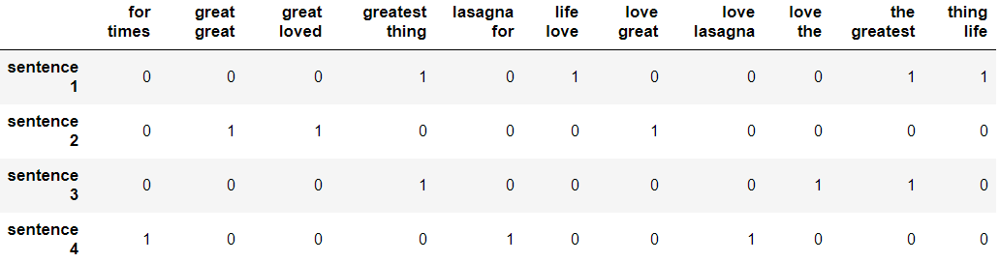 for great great greatest lasagna life love love love the thing
times great loved thing for love great lasagna the greatest life
sentence
1 0 0 0 1 0 1 0 0 0 1 1
sentence
2 0 1 1 0 0 0 1 0 0 0 0
sentence
3 0 0 0 1 0 0 0 0 1 1 0
sentence
4 1 0 0 0 1 0 0 1 0 0 0